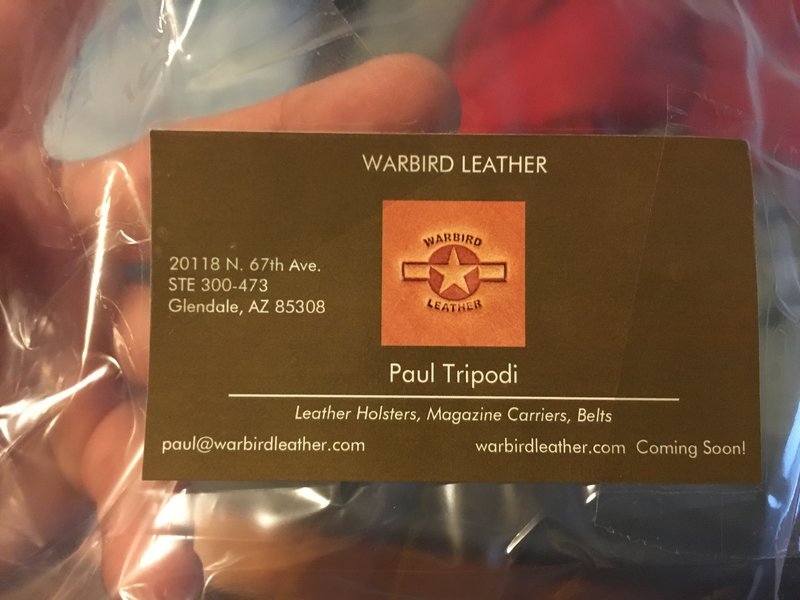 WARBIRD LEATHER
WARBIRD
LEATHER
20118 N. 67th Ave.
STE 300-473
Glendale, AZ 85308
Paul Tripodi
Leather Holsters, Magazine Carriers, Belts
paul@warbirdleather.com
warbirdleather.com Coming Soon!